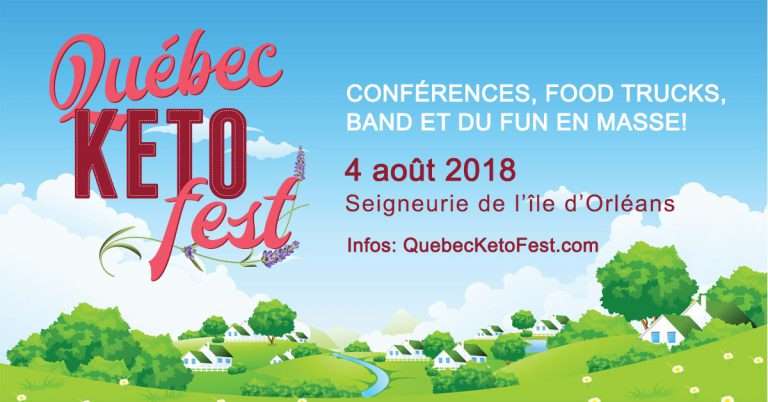 Québec
KETO
fest
CONFÉRENCES, FOOD TRUCKS,
BAND ET DU FUN EN MASSE!
4 août 2018
Seigneurie de l'île d'Orléans
Infos: QuebecKetoFest.com